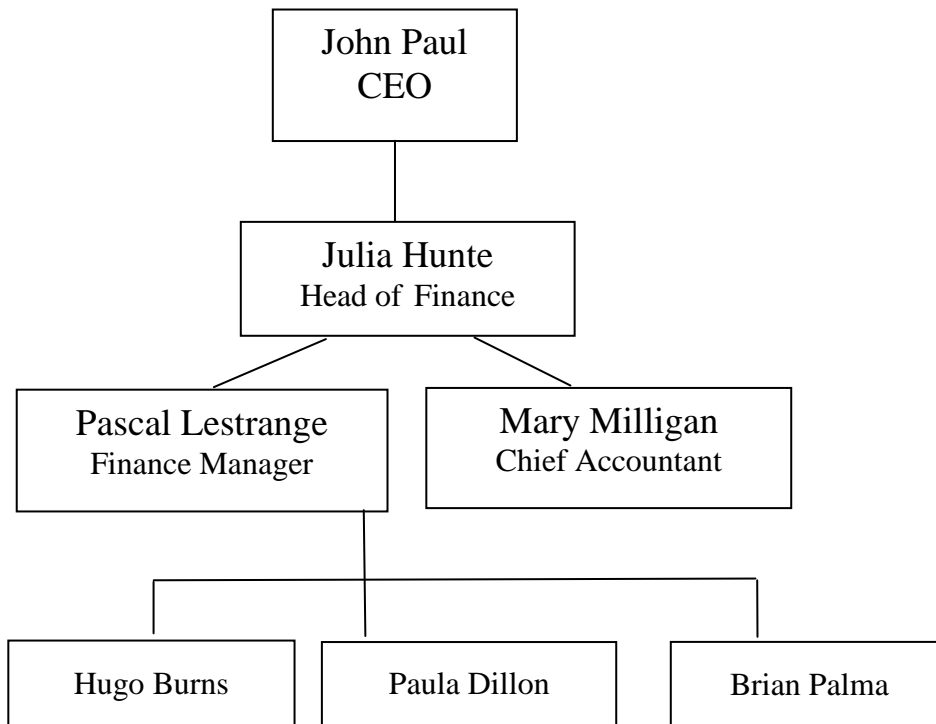 John Paul
CEO
Julia Hunte
Head of Finance
Pascal Lestrange
Finance Manager
Mary Milligan
Chief Accountant
Hugo Burns
Paula Dillon
Brian Palma